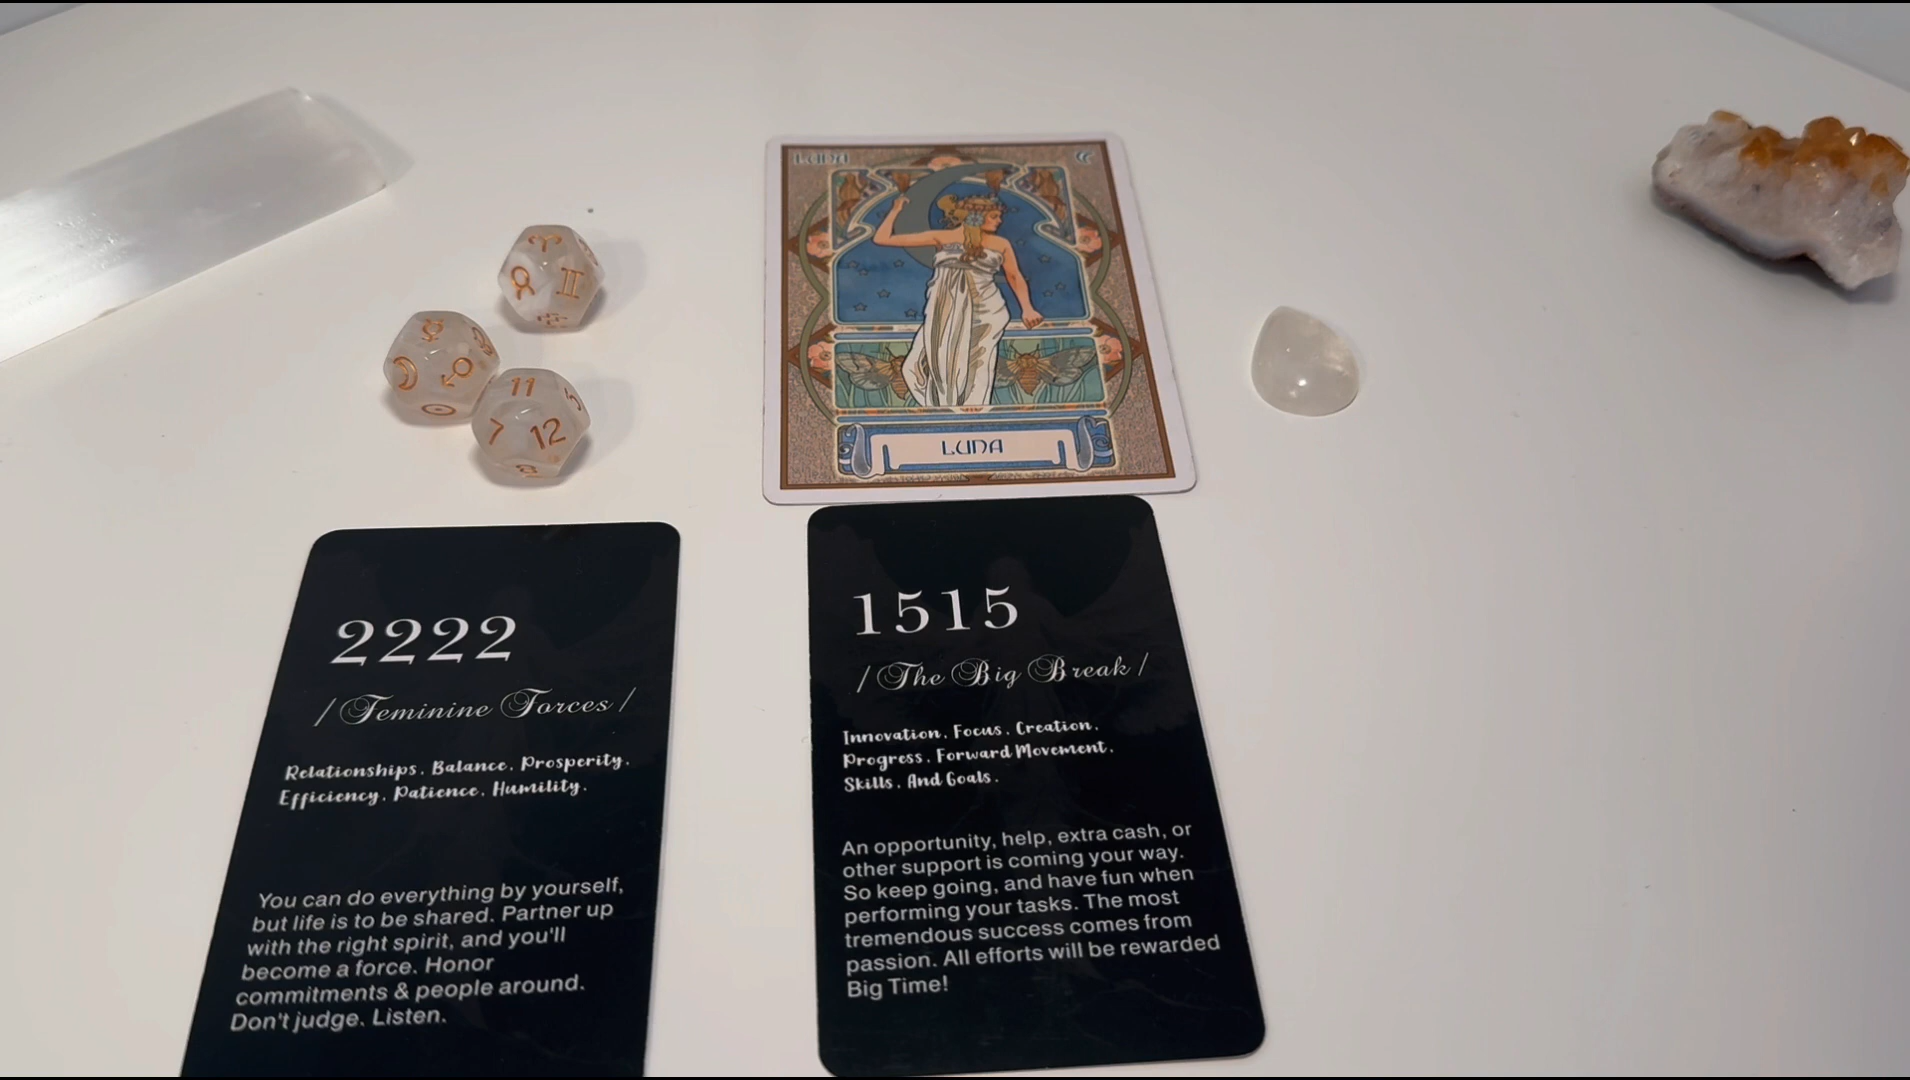 LUNA
LUNA
11
7
12
8
2222
/ Feminine Forces /
Relationships. Balance. Prosperity.
Efficiency. Patience. Humility.
You can do everything by yourself,
but life is to be shared. Partner up
with the right spirit, and you'll
become a force. Honor
commitments & people around.
Don't judge. Listen.
1515
/ The Big Break /
Innovation. Focus. Creation.
Progress. Forward Movement.
Skills. And Goals.
An opportunity, help, extra cash, or
other support is coming your way.
So keep going, and have fun when
performing your tasks. The most
tremendous success comes from
passion. All efforts will be rewarded
Big Time!